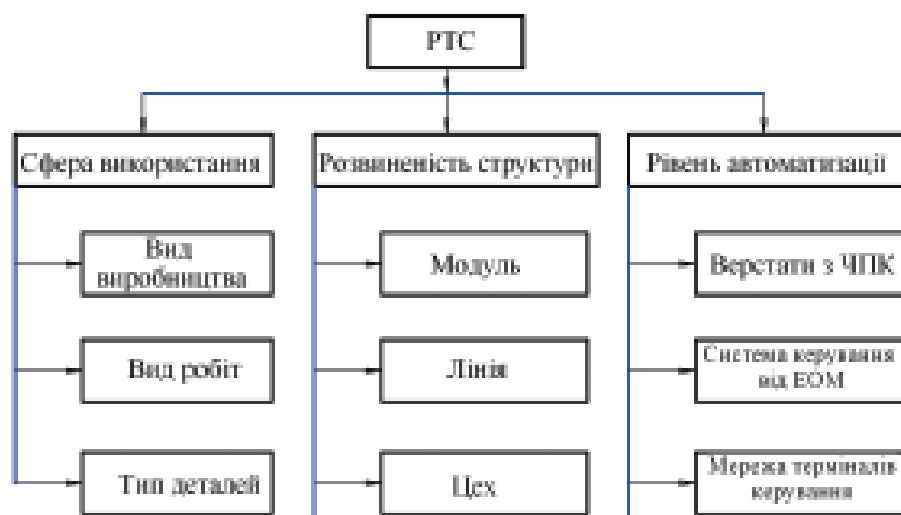 РТС
Сфера використання
Розвиненість структури
Рівень автоматизації
Вид
виробництва
Модуль
Верстати з ЧПК
Вид робіт
Лінія
Система керування
від ЕОМ
Тип деталей
Цех
Мережа терміналів
керування